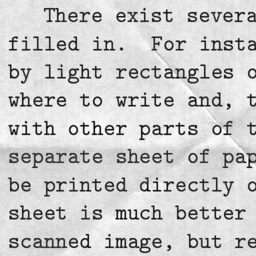 There exist severa
filled in.  For insta
by light rectangles o
where to write and, t
with other parts of t
separate sheet of pap
be printed directly o
sheet is much better
scanned image, but re